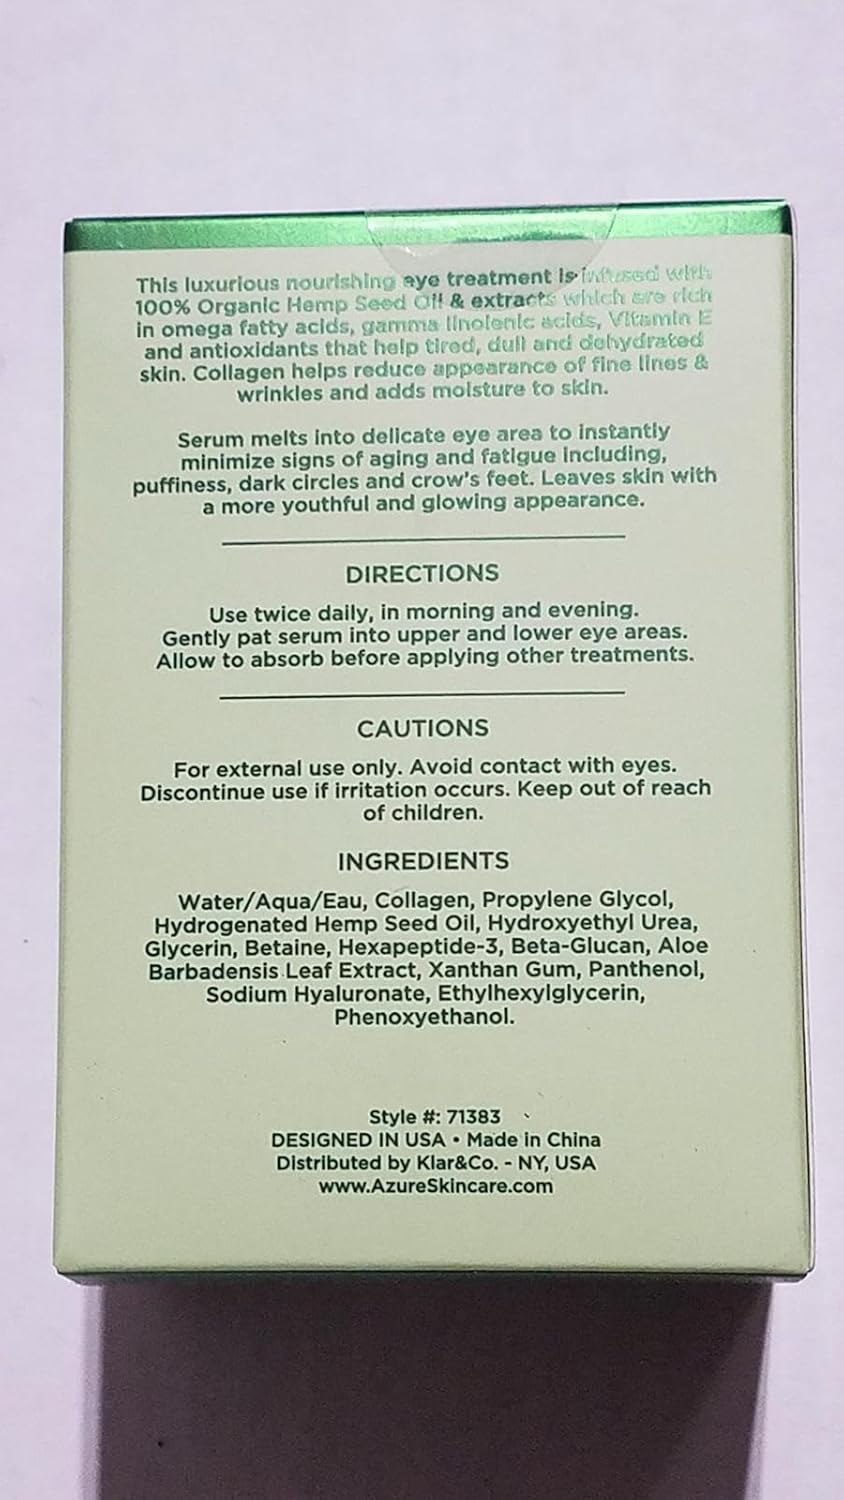 This luxurious nourishing eye treatment is infused with
100% Organic Hemp Seed Oil & extracts which are rich
in omega fatty acids, gamma linolenic acids, Vitamin E
and antioxidants that help tired, dull and dehydrated
skin. Collagen helps reduce appearance of fine lines &
wrinkles and adds moisture to skin.
Serum melts into delicate eye area to instantly
minimize signs of aging and fatigue including,
puffiness, dark circles and crow's feet. Leaves skin with
a more youthful and glowing appearance.
DIRECTIONS
Use twice daily, in morning and evening.
Gently pat serum into upper and lower eye areas.
Allow to absorb before applying other treatments.
CAUTIONS
For external use only. Avoid contact with eyes.
Discontinue use if irritation occurs. Keep out of reach
of children.
INGREDIENTS
Water/Aqua/Eau, Collagen, Propylene Glycol,
Hydrogenated Hemp Seed Oil, Hydroxyethyl Urea,
Glycerin, Betaine, Hexapeptide-3, Beta-Glucan, Aloe
Barbadensis Leaf Extract, Xanthan Gum, Panthenol,
Sodium Hyaluronate, Ethylhexylglycerin,
Phenoxyethanol.
Style #: 71383
DESIGNED IN USA • Made in China
Distributed by Klar&Co. - NY, USA
www.AzureSkincare.com